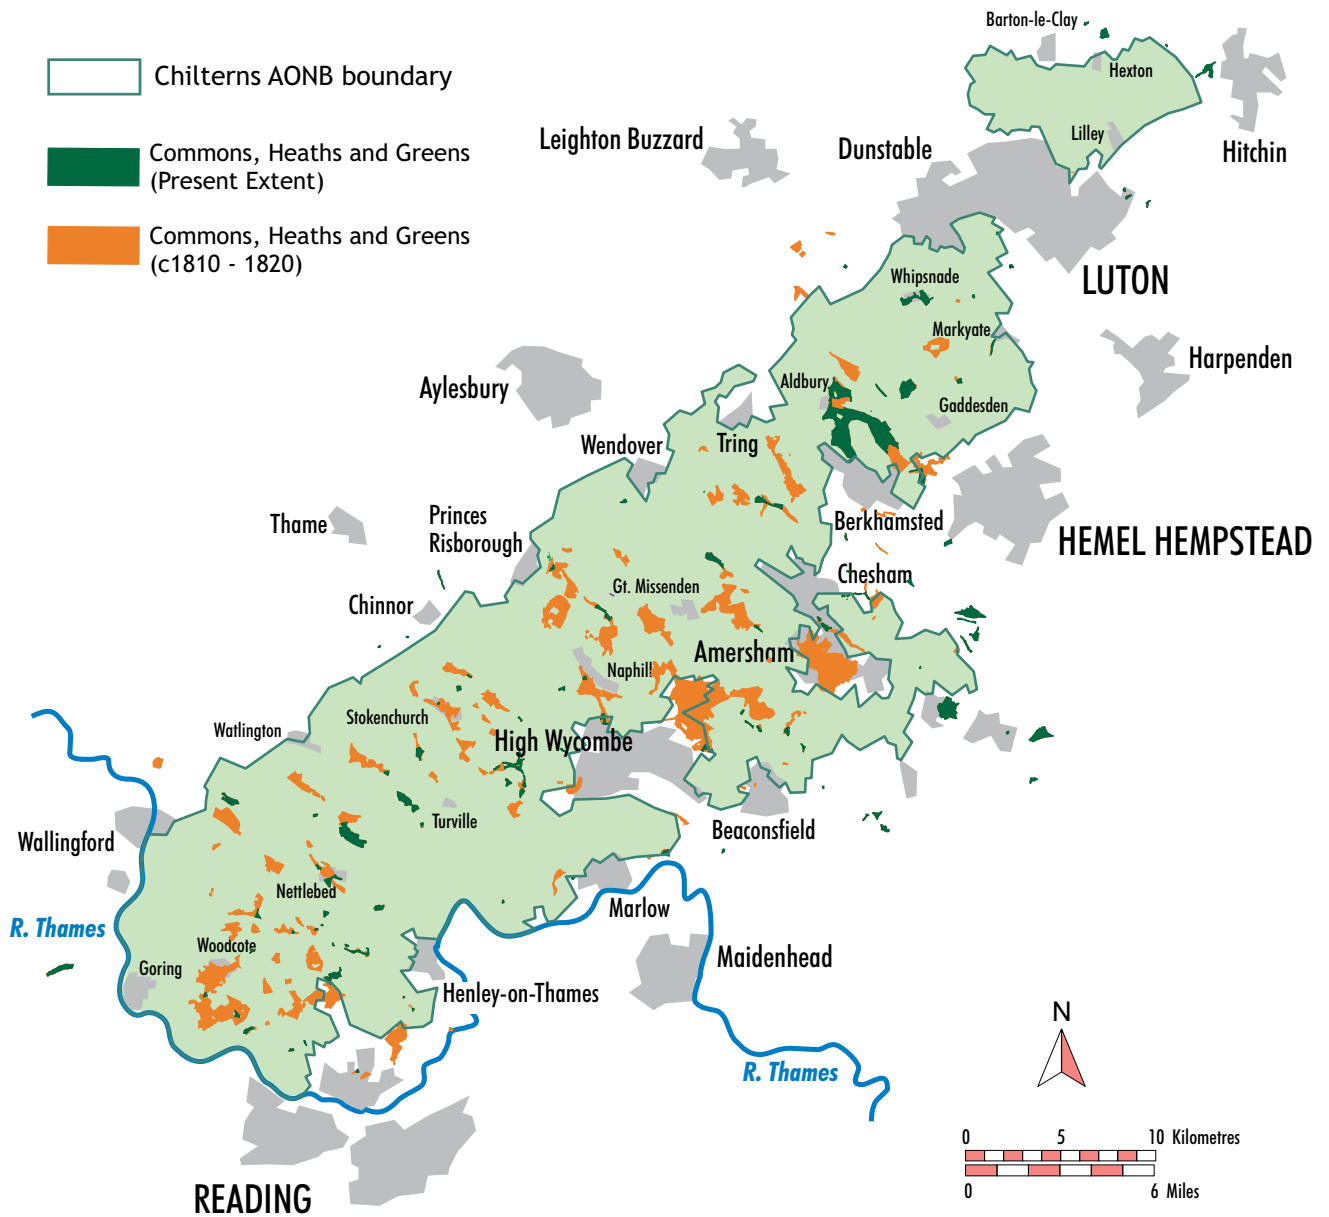 Chilterns AONB boundary
Commons, Heaths and Greens
(Present Extent)
Commons, Heaths and Greens
(c1810 - 1820)
Barton-le-Clay
Hexton
Lilley
Hitchin
Leighton Buzzard
Dunstable
LUTON
Whipsnade
Markyate
Harpenden
Aylesbury
Aldbury
Gaddesden
Wendover
Tring
Berkhamsted
HEMEL HEMPSTEAD
Thame
Princes
Risborough
Chesham
Gt. Missenden
Chinnor
Amersham
Naphill
Stokenchurch
Watlington
High Wycombe
Turville
Beaconsfield
Wallingford
Nettlebed
Marlow
R. Thames
Woodcote
Goring
Maidenhead
Henley-on-Thames
N
R. Thames
0 5 10 Kilometres
0 6 Miles
READING